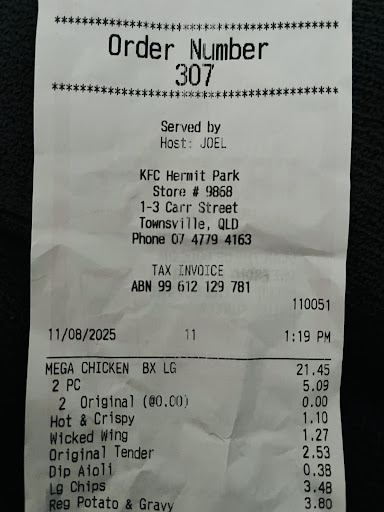 ********************************
Order Number
307
********************************
Served by
Host: JOEL
KFC Hermit Park
Store # 9868
1-3 Carr Street
Townsville, QLD
Phone 07 4779 4163
TAX INVOICE
ABN 99 612 129 781
110051
11/08/2025 11 1:19 PM
MEGA CHICKEN BX LG 21.45
2 PC 5.09
2 Original (@0.00) 0.00
Hot & Crispy 1.10
Wicked Wing 1.27
Original Tender 2.53
Dip Aioli 0.38
Lg Chips 3.48
Reg Potato & Gravy 3.80